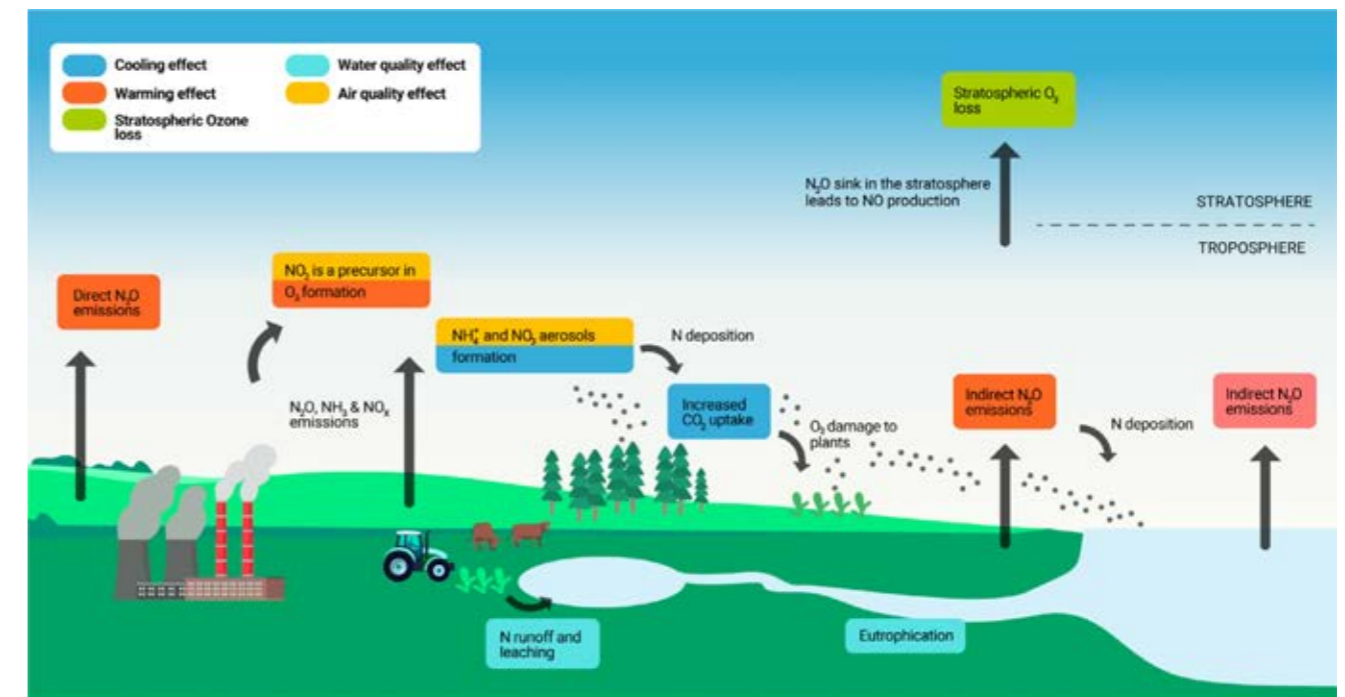 Cooling effect
Warming effect
Stratospheric Ozone
loss
Water quality effect
Air quality effect
Stratospheric O₃
loss
N₂O sink in the stratosphere
leads to NO production
STRATOSPHERE
TROPOSPHERE
Direct N₂O
emissions
NO₂ is a precursor in
O₃ formation
NH₄⁺ and NO₃ aerosols
formation
N deposition
N₂O, NH₃ & NOₓ
emissions
Increased
CO₂ uptake
O₃ damage to
plants
Indirect N₂O
emissions
N deposition
Indirect N₂O
emissions
N runoff and
leaching
Eutrophication